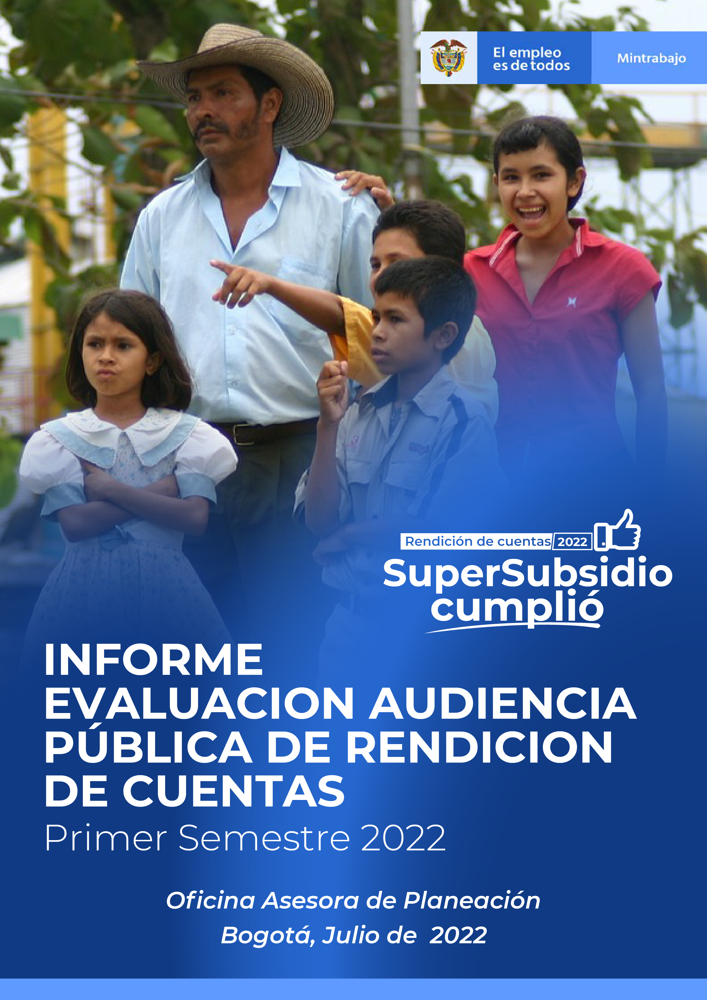 El empleo
es de todos
Mintrabajo
Rendición de cuentas 2022
SuperSubsidio
cumplió
INFORME
EVALUACION AUDIENCIA
PÚBLICA DE RENDICION
DE CUENTAS
Primer Semestre 2022
Oficina Asesora de Planeación
Bogotá, Julio de 2022